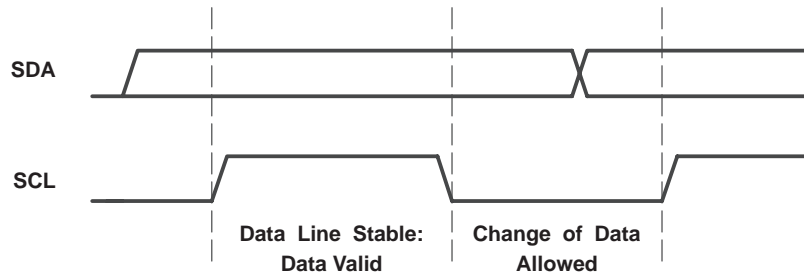 SDA
SCL
Data Line Stable:
Data Valid
Change of Data
Allowed